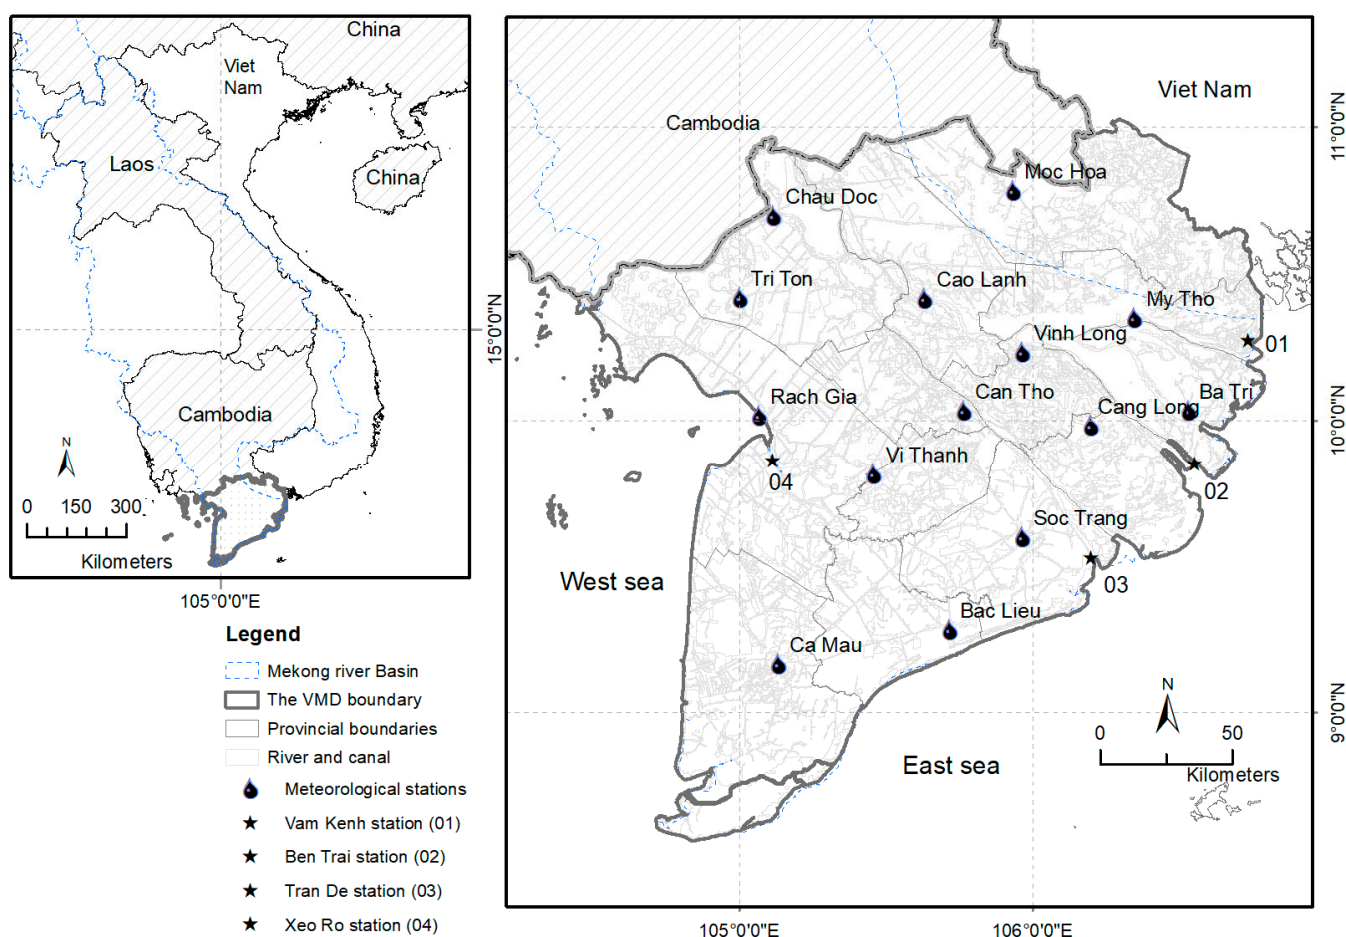 China
Viet
Nam
Laos
China
Cambodia
N
0 150 300
Kilometers
105°0'0"E
15°0'0"N
Legend
Mekong river Basin
The VMD boundary
Provincial boundaries
River and canal
Meteorological stations
Vam Kenh station (01)
Ben Trai station (02)
Tran De station (03)
Xeo Ro station (04)
Viet Nam
Cambodia
Moc Hoa
Chau Doc
Tri Ton
Cao Lanh
My Tho
Vinh Long
01
Rach Gia
Can Tho
Cang Long
Ba Tri
Vi Thanh
04
02
Soc Trang
West sea
03
Bac Lieu
Ca Mau
East sea
N
0 50
Kilometers
11°0'0"N
10°0'0"N
9°0'0"N
105°0'0"E
106°0'0"E